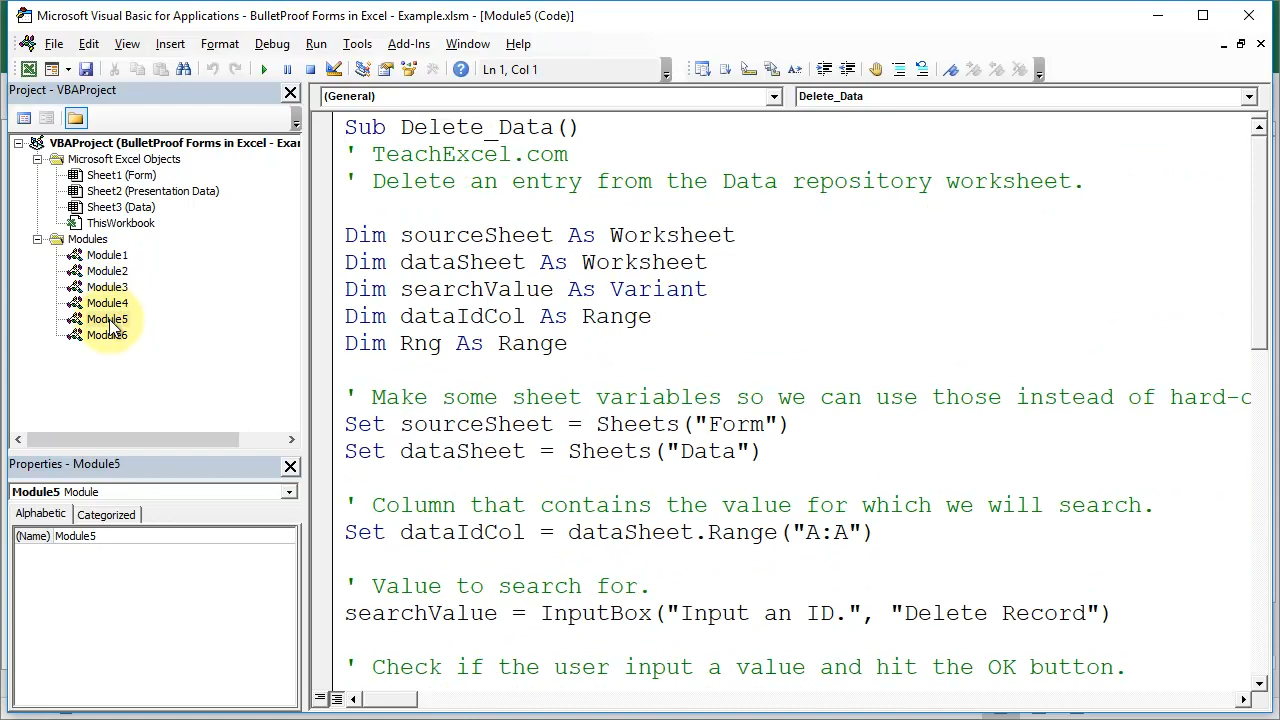 Microsoft Visual Basic for Applications - BulletProof Forms in Excel - Example.xlsm - [Module5 (Code)]
File Edit View Insert Format Debug Run Tools Add-Ins Window Help
Ln 1, Col 1
Project - VBAProject
(General) Delete_Data
VBAProject (BulletProof Forms in Excel - Exar
Microsoft Excel Objects
Sheet1 (Form)
Sheet2 (Presentation Data)
Sheet3 (Data)
ThisWorkbook
Modules
Module1
Module2
Module3
Module4
Module5
Module6
Properties - Module5
Module5 Module
Alphabetic Categorized
(Name) Module5
Sub Delete_Data()
' TeachExcel.com
' Delete an entry from the Data repository worksheet.
Dim sourceSheet As Worksheet
Dim dataSheet As Worksheet
Dim searchValue As Variant
Dim dataIdCol As Range
Dim Rng As Range
' Make some sheet variables so we can use those instead of hard-c
Set sourceSheet = Sheets("Form")
Set dataSheet = Sheets("Data")
' Column that contains the value for which we will search.
Set dataIdCol = dataSheet.Range("A:A")
' Value to search for.
searchValue = InputBox("Input an ID.", "Delete Record")
' Check if the user input a value and hit the OK button.